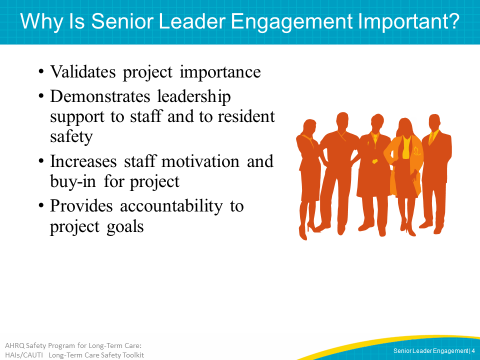 Why Is Senior Leader Engagement Important?
• Validates project importance
• Demonstrates leadership
support to staff and to resident
safety
• Increases staff motivation and
buy-in for project
• Provides accountability to
project goals
AHRQ Safety Program for Long-Term Care:
HAIs/CAUTI Long-Term Care Safety Toolkit
Senior Leader Engagement| 4